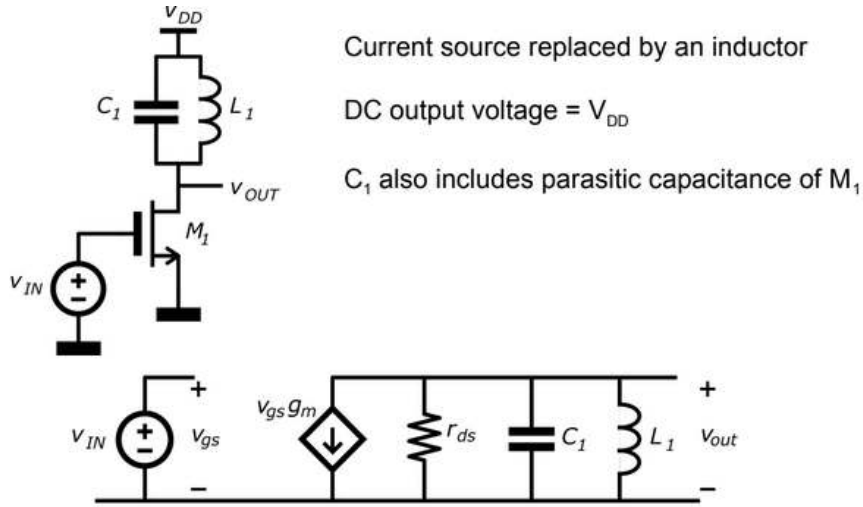 v_DD
Current source replaced by an inductor
C_1 L_1
DC output voltage = V_DD
v_OUT
C_1 also includes parasitic capacitance of M_1
M_1
v_IN
+
−
v_IN
+
−
+
v_gs
−
v_gs g_m
r_ds
C_1
L_1
+
v_out
−